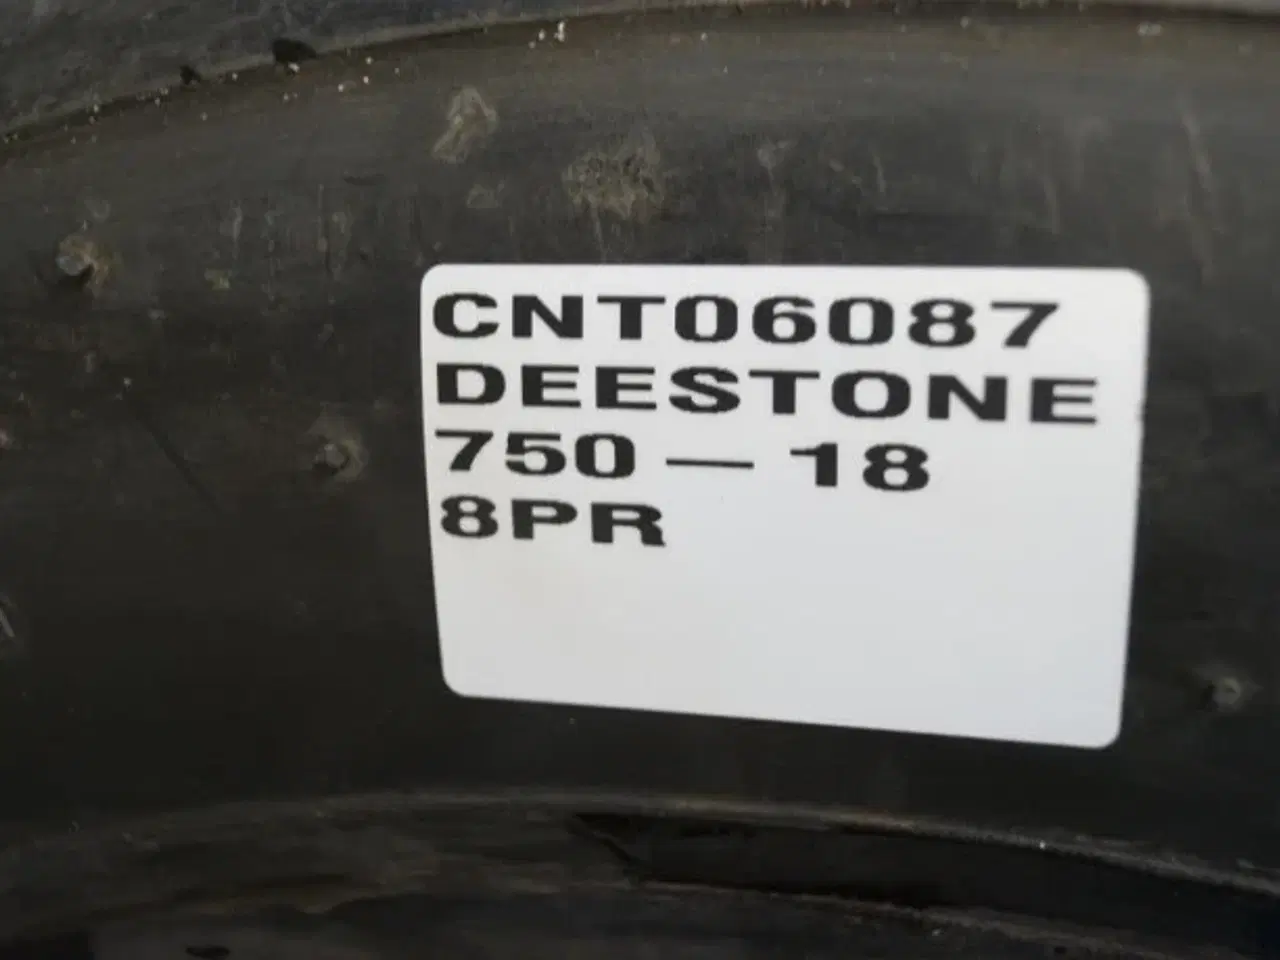 CNT06087
DEESTONE
750 — 18
8PR